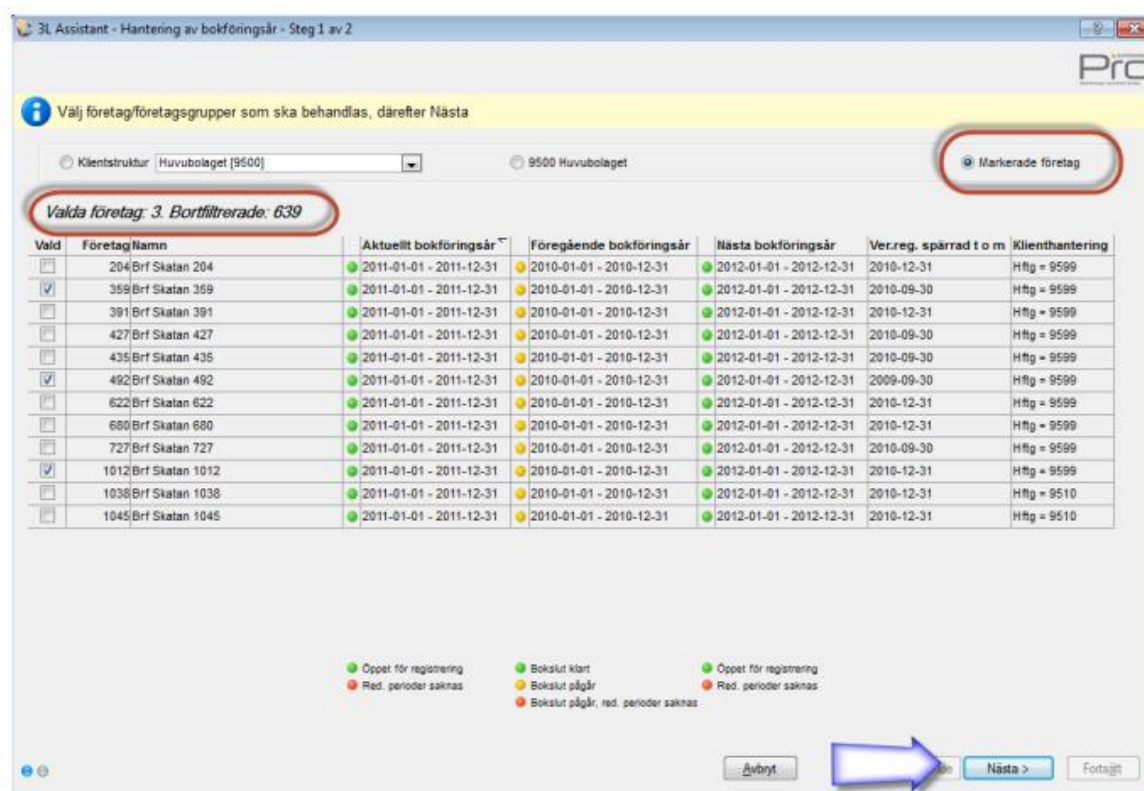 3L Assistant - Hantering av bokföringsår - Steg 1 av 2
Pro
Välj företag/företagsgrupper som ska behandlas, därefter Nästa
Klientstruktur Huvubolaget [9500] 9500 Huvubolaget Markerade företag
Valda företag: 3. Bortfiltrerade: 639
Vald Företag Namn Aktuellt bokföringsår Föregående bokföringsår Nästa bokföringsår Ver.reg. spärrad t o m Klienthantering
204 Brf Skatan 204 2011-01-01 - 2011-12-31 2010-01-01 - 2010-12-31 2012-01-01 - 2012-12-31 2010-12-31 Hftg = 9599
359 Brf Skatan 359 2011-01-01 - 2011-12-31 2010-01-01 - 2010-12-31 2012-01-01 - 2012-12-31 2010-09-30 Hftg = 9599
391 Brf Skatan 391 2011-01-01 - 2011-12-31 2010-01-01 - 2010-12-31 2012-01-01 - 2012-12-31 2010-12-31 Hftg = 9599
427 Brf Skatan 427 2011-01-01 - 2011-12-31 2010-01-01 - 2010-12-31 2012-01-01 - 2012-12-31 2010-09-30 Hftg = 9599
435 Brf Skatan 435 2011-01-01 - 2011-12-31 2010-01-01 - 2010-12-31 2012-01-01 - 2012-12-31 2010-09-30 Hftg = 9599
492 Brf Skatan 492 2011-01-01 - 2011-12-31 2010-01-01 - 2010-12-31 2012-01-01 - 2012-12-31 2009-09-30 Hftg = 9599
622 Brf Skatan 622 2011-01-01 - 2011-12-31 2010-01-01 - 2010-12-31 2012-01-01 - 2012-12-31 2010-12-31 Hftg = 9599
680 Brf Skatan 680 2011-01-01 - 2011-12-31 2010-01-01 - 2010-12-31 2012-01-01 - 2012-12-31 2010-12-31 Hftg = 9599
727 Brf Skatan 727 2011-01-01 - 2011-12-31 2010-01-01 - 2010-12-31 2012-01-01 - 2012-12-31 2010-09-30 Hftg = 9599
1012 Brf Skatan 1012 2011-01-01 - 2011-12-31 2010-01-01 - 2010-12-31 2012-01-01 - 2012-12-31 2010-12-31 Hftg = 9599
1038 Brf Skatan 1038 2011-01-01 - 2011-12-31 2010-01-01 - 2010-12-31 2012-01-01 - 2012-12-31 2010-12-31 Hftg = 9510
1045 Brf Skatan 1045 2011-01-01 - 2011-12-31 2010-01-01 - 2010-12-31 2012-01-01 - 2012-12-31 2010-12-31 Hftg = 9510
Öppet för registrering Bokslut klart Öppet för registrering
Red. perioder saknas Bokslut pågår Red. perioder saknas
Bokslut pågår, red. perioder saknas
Avbryt Nästa > Fortsätt